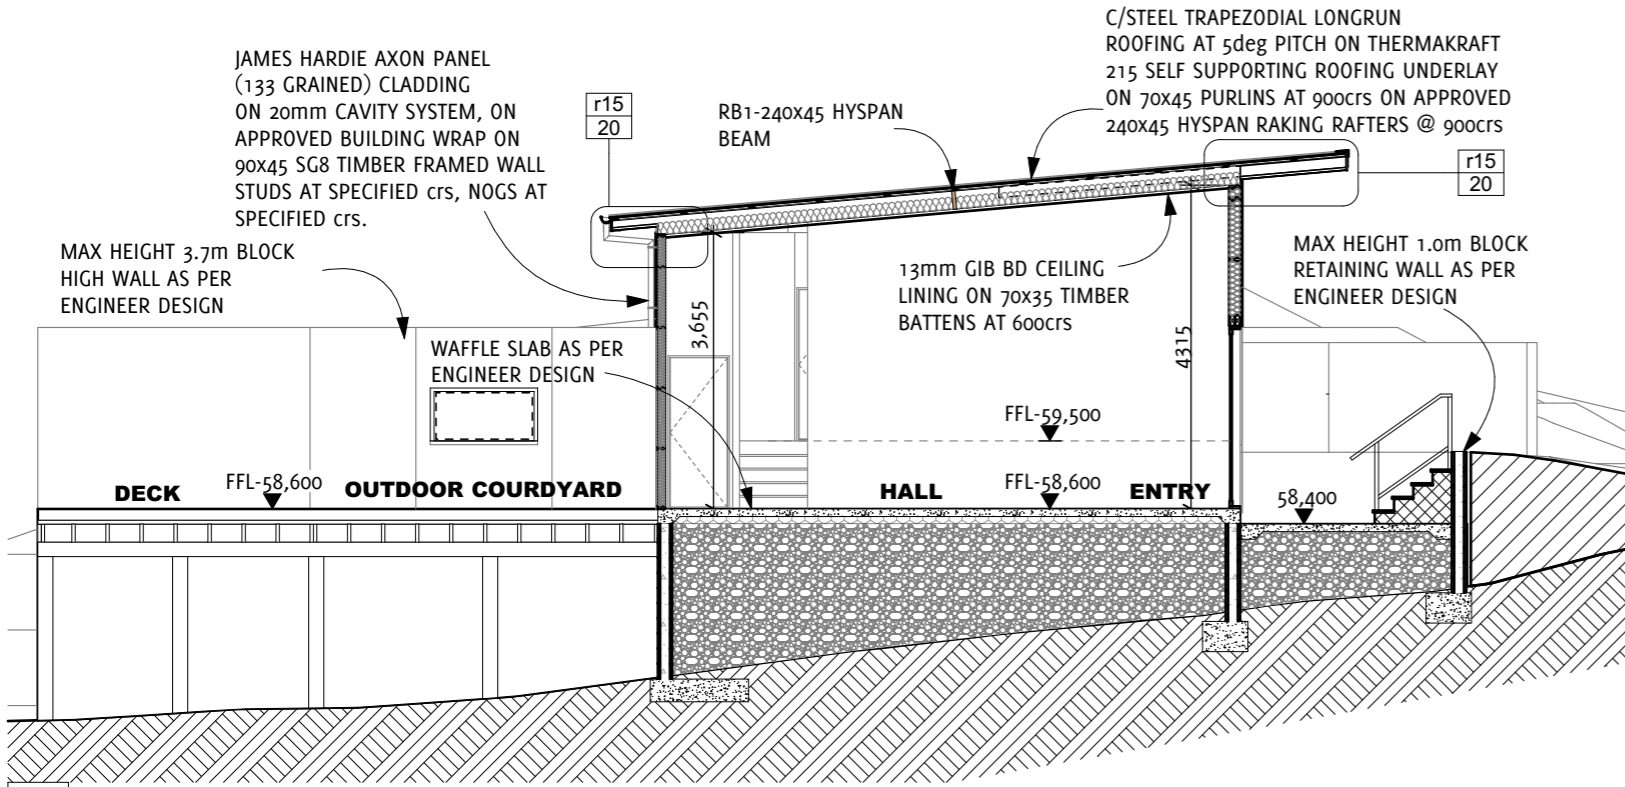 C/STEEL TRAPEZODIAL LONGRUN
ROOFING AT 5deg PITCH ON THERMAKRAFT
215 SELF SUPPORTING ROOFING UNDERLAY
ON 70x45 PURLINS AT 900crs ON APPROVED
240x45 HYSPAN RAKING RAFTERS @ 900crs
JAMES HARDIE AXON PANEL
(133 GRAINED) CLADDING
ON 20mm CAVITY SYSTEM, ON
APPROVED BUILDING WRAP ON
90x45 SG8 TIMBER FRAMED WALL
STUDS AT SPECIFIED crs, NOGS AT
SPECIFIED crs.
r15
20
RB1-240x45 HYSPAN
BEAM
r15
20
MAX HEIGHT 3.7m BLOCK
HIGH WALL AS PER
ENGINEER DESIGN
13mm GIB BD CEILING
LINING ON 70x35 TIMBER
BATTENS AT 600crs
MAX HEIGHT 1.0m BLOCK
RETAINING WALL AS PER
ENGINEER DESIGN
WAFFLE SLAB AS PER
ENGINEER DESIGN
3,655
4315
FFL-59,500
DECK
FFL-58,600
OUTDOOR COURDYARD
HALL
FFL-58,600
ENTRY
58,400